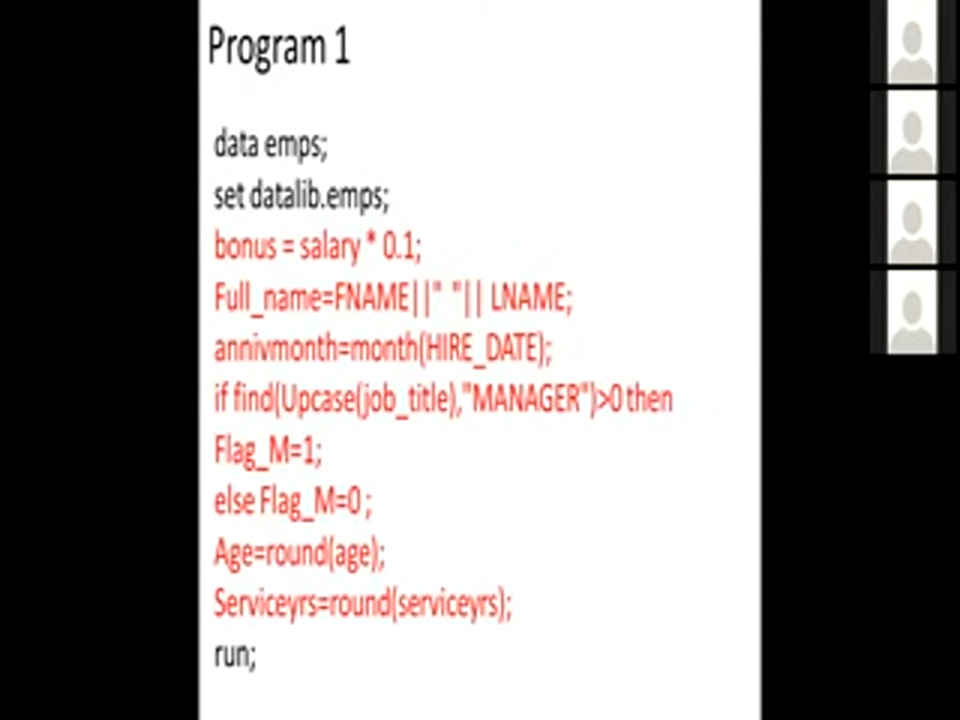 Program 1
data emps;
set datalib.emps;
bonus = salary * 0.1;
Full_name=FNAME||" "|| LNAME;
annivmonth=month(HIRE_DATE);
if find(Upcase(job_title),"MANAGER")>0 then
Flag_M=1;
else Flag_M=0 ;
Age=round(age);
Serviceyrs=round(serviceyrs);
run;